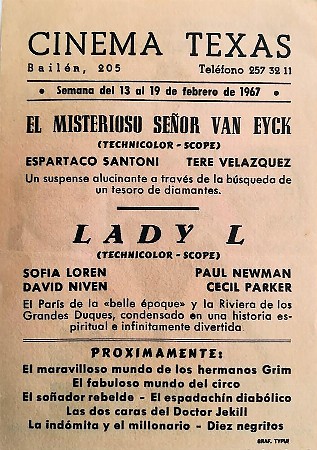 CINEMA TEXAS
Bailén, 205 Teléfono 257 32 11
• Semana del 13 al 19 de febrero de 1967 •
EL MISTERIOSO SEÑOR VAN EYCK
(TECHNICOLOR - SCOPE)
ESPARTACO SANTONI TERE VELAZQUEZ
Un suspense alucinante a través de la búsqueda de
un tesoro de diamantes.
LADY L
(TECHNICOLOR - SCOPE)
SOFIA LOREN PAUL NEWMAN
DAVID NIVEN CECIL PARKER
El París de la «belle époque» y la Riviera de los
Grandes Duques, condensado en una historia es-
piritual e infinitamente divertida.
PROXIMAMENTE:
El maravilloso mundo de los hermanos Grim
El fabuloso mundo del circo
El soñador rebelde - El espadachín diabólico
Las dos caras del Doctor Jekill
La indómita y el millonario - Diez negritos
GRAF. TYPUS